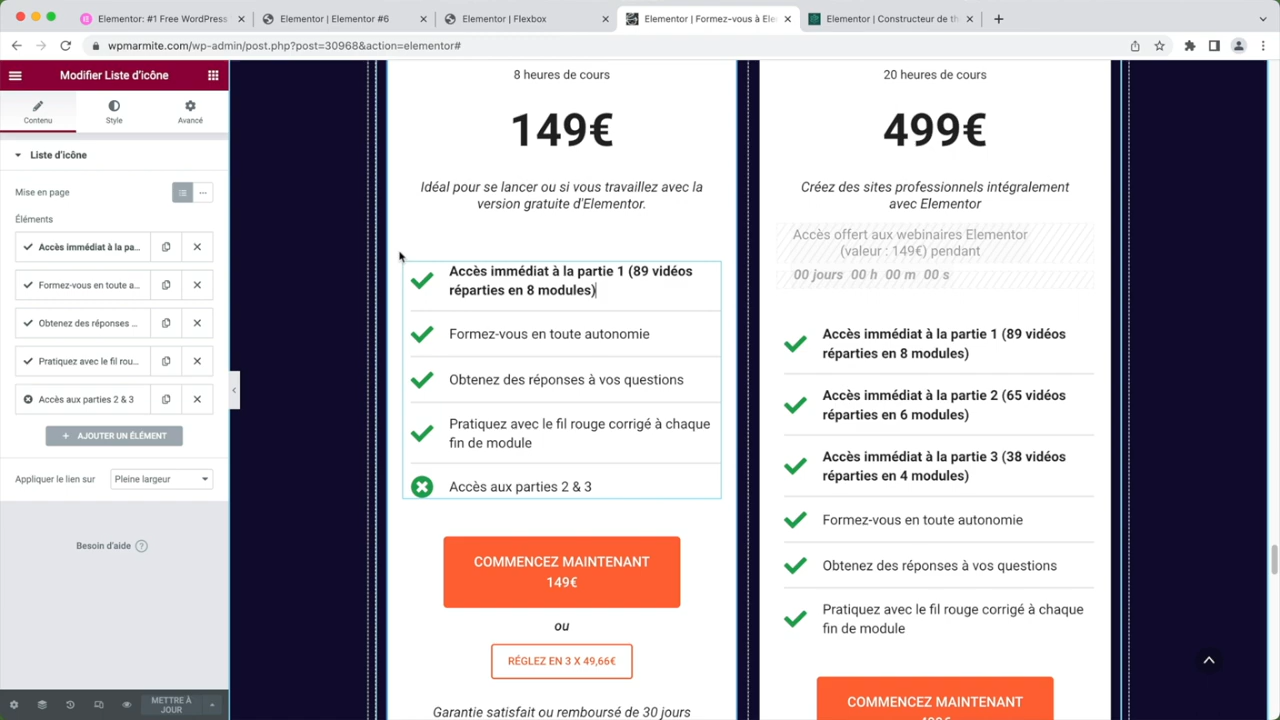 Elementor: #1 Free WordPress
Elementor | Elementor #6
Elementor | Flexbox
Elementor | Formez-vous à Ele
Elementor | Constructeur de th
wpmarmite.com/wp-admin/post.php?post=30968&action=elementor#
Modifier Liste d'icône
Contenu
Style
Avancé
Liste d'icône
Mise en page
Éléments
Accès immédiat à la pa...
Formez-vous en toute a...
Obtenez des réponses ...
Pratiquez avec le fil rou...
Accès aux parties 2 & 3
+ AJOUTER UN ÉLÉMENT
Appliquer le lien sur
Pleine largeur
Besoin d'aide ?
METTRE À
JOUR
8 heures de cours
149€
Idéal pour se lancer ou si vous travaillez avec la
version gratuite d'Elementor.
Accès immédiat à la partie 1 (89 vidéos
réparties en 8 modules)
Formez-vous en toute autonomie
Obtenez des réponses à vos questions
Pratiquez avec le fil rouge corrigé à chaque
fin de module
Accès aux parties 2 & 3
COMMENCEZ MAINTENANT
149€
ou
RÉGLEZ EN 3 X 49,66€
Garantie satisfait ou remboursé de 30 jours
20 heures de cours
499€
Créez des sites professionnels intégralement
avec Elementor
Accès offert aux webinaires Elementor
(valeur : 149€) pendant
00 jours 00 h 00 m 00 s
Accès immédiat à la partie 1 (89 vidéos
réparties en 8 modules)
Accès immédiat à la partie 2 (65 vidéos
réparties en 6 modules)
Accès immédiat à la partie 3 (38 vidéos
réparties en 4 modules)
Formez-vous en toute autonomie
Obtenez des réponses à vos questions
Pratiquez avec le fil rouge corrigé à chaque
fin de module
COMMENCEZ MAINTENANT